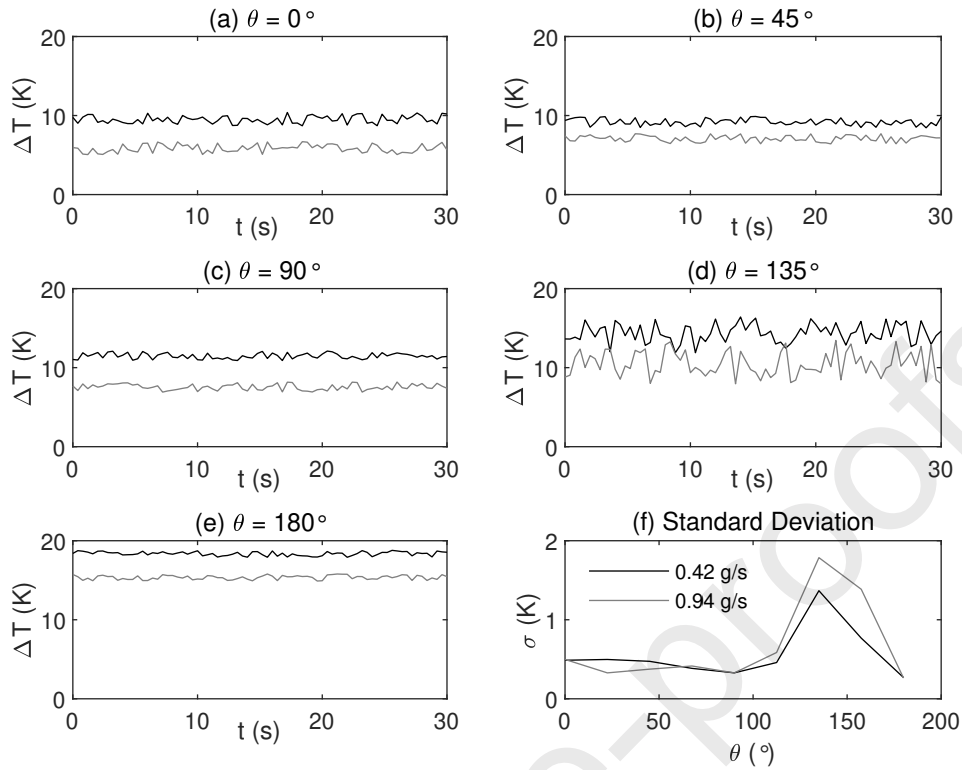 (a) θ = 0°
20
10
0
ΔT (K)
0 10 20 30
t (s)
(b) θ = 45°
20
10
0
ΔT (K)
0 10 20 30
t (s)
(c) θ = 90°
20
10
0
ΔT (K)
0 10 20 30
t (s)
(d) θ = 135°
20
10
0
ΔT (K)
0 10 20 30
t (s)
(e) θ = 180°
20
10
0
ΔT (K)
0 10 20 30
t (s)
(f) Standard Deviation
2
1
0
σ (K)
0.42 g/s
0.94 g/s
0 50 100 150 200
θ (°)
-proofs